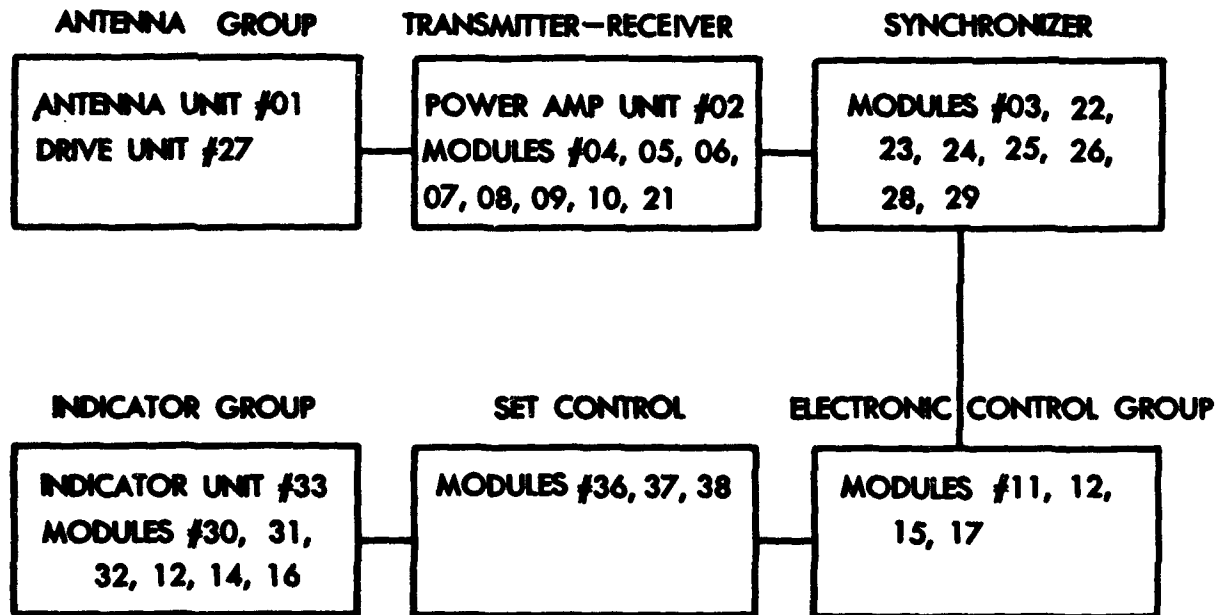 ANTENNA GROUP
ANTENNA UNIT #01
DRIVE UNIT #27
TRANSMITTER-RECEIVER
POWER AMP UNIT #02
MODULES #04, 05, 06,
07, 08, 09, 10, 21
SYNCHRONIZER
MODULES #03, 22,
23, 24, 25, 26,
28, 29
INDICATOR GROUP
INDICATOR UNIT #33
MODULES #30, 31,
32, 12, 14, 16
SET CONTROL
MODULES #36, 37, 38
ELECTRONIC CONTROL GROUP
MODULES #11, 12,
15, 17